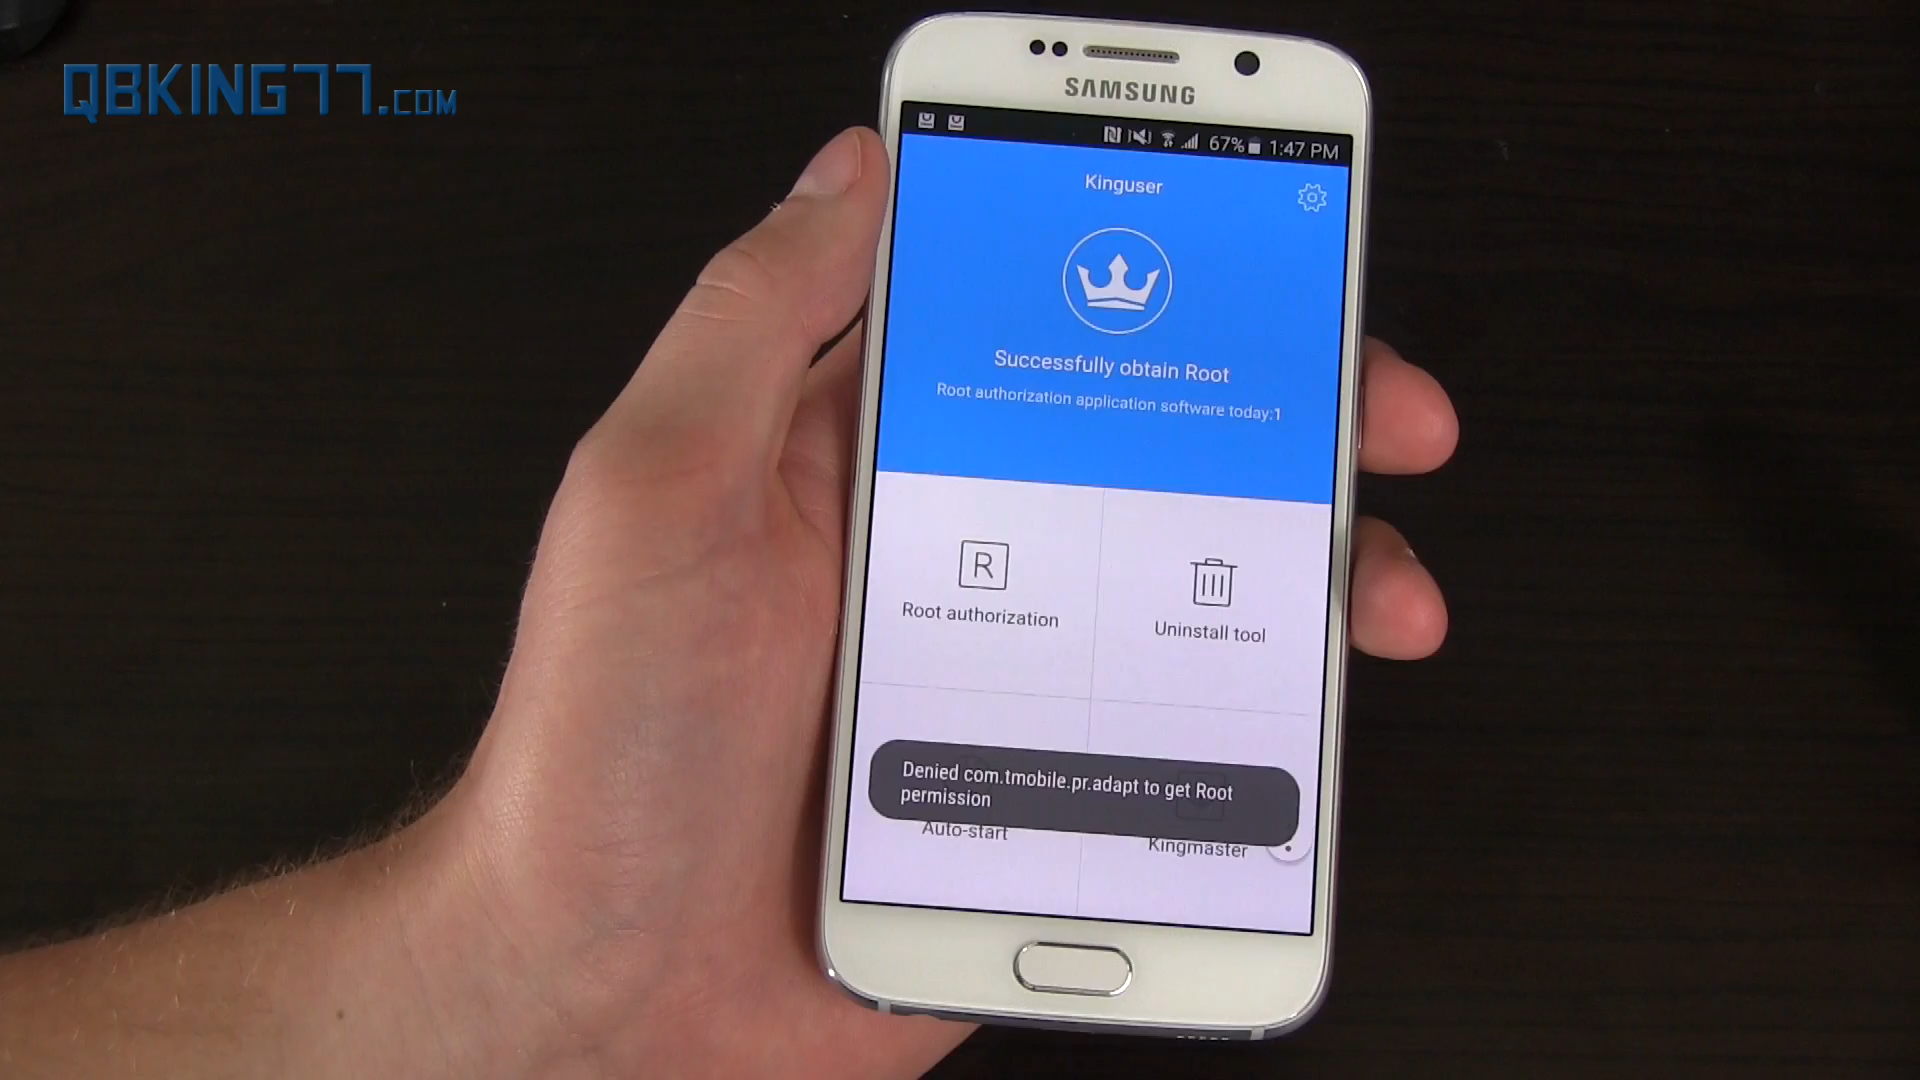 QBKING77.COM
SAMSUNG
67% 1:47 PM
Kinguser
Successfully obtain Root
Root authorization application software today:1
R
Root authorization
Uninstall tool
Denied com.tmobile.pr.adapt to get Root
permission
Auto-start
Kingmaster